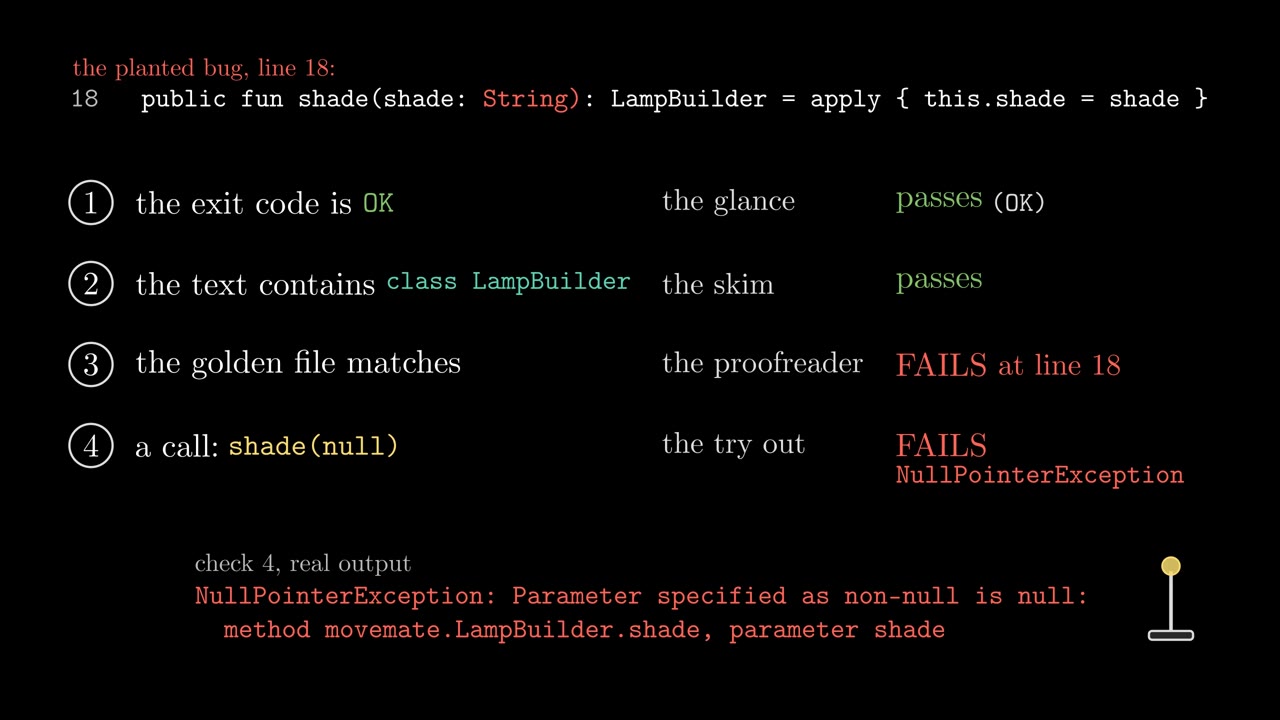 the planted bug, line 18:
18 public fun shade(shade: String): LampBuilder = apply { this.shade = shade }
1 the exit code is OK the glance passes (OK)
2 the text contains class LampBuilder the skim passes
3 the golden file matches the proofreader FAILS at line 18
4 a call: shade(null) the try out FAILS
NullPointerException
check 4, real output
NullPointerException: Parameter specified as non-null is null:
method movemate.LampBuilder.shade, parameter shade